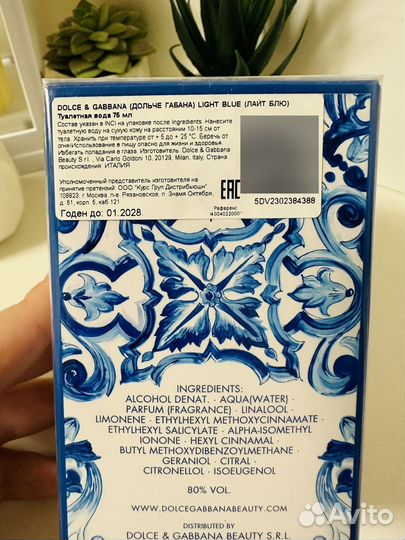 DOLCE & GABBANA (ДОЛЬЧЕ ГАБАНА) LIGHT BLUE (ЛАЙТ БЛЮ)
Туалетная вода 75 мл
Состав указан в INCI на упаковке после Ingredients. Нанесите
туалетную воду на сухую кожу на расстоянии 10-15 см от
тела. Хранить при температуре от + 5 до + 25 °С. Беречь от
огня.Использование в пищу опасно для жизни и здоровья.
Избегать попадания в глаза. Изготовитель: Dolce & Gabbana
Beauty S.r.l. , Via Carlo Goldoni 10, 20129, Milan, Italy, Страна
происхождения: ИТАЛИЯ
Уполномоченный представитель изготовителя на
принятие претензий: ООО "Курс Груп Дистрибьюшн"
108823, г Москва, п- е Рязановское, п Знамя Октября,
д. 51, корп. 5, каб 121
Годен до: 01.2028.
EAC
Референс
I4004022000
5DV2302384388
INGREDIENTS:
ALCOHOL DENAT. • AQUA(WATER)
PARFUM (FRAGRANCE) • LINALOOL •
LIMONENE • ETHYLHEXYL METHOXYCINNAMATE •
ETHYLHEXYL SALICYLATE • ALPHA-ISOMETHYL
IONONE • HEXYL CINNAMAL •
BUTYL METHOXYDIBENZOYLMETHANE •
GERANIOL • CITRAL •
CITRONELLOL • ISOEUGENOL
80% VOL.
WWW.DOLCEGABBANABEAUTY.COM
DISTRIBUTED BY
DOLCE & GABBANA BEAUTY S.R.L.
Avito